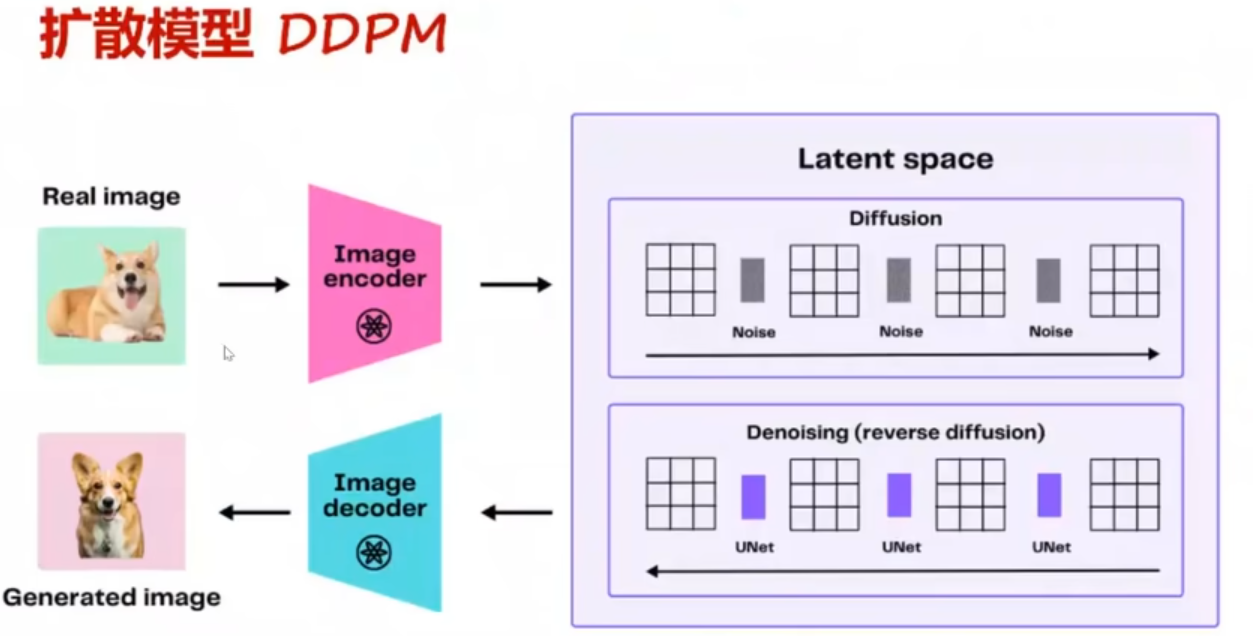 扩散模型 DDPM
Real image
Image
encoder
Latent space
Diffusion
Noise
Noise
Noise
Denoising (reverse diffusion)
UNet
UNet
UNet
Image
decoder
Generated image